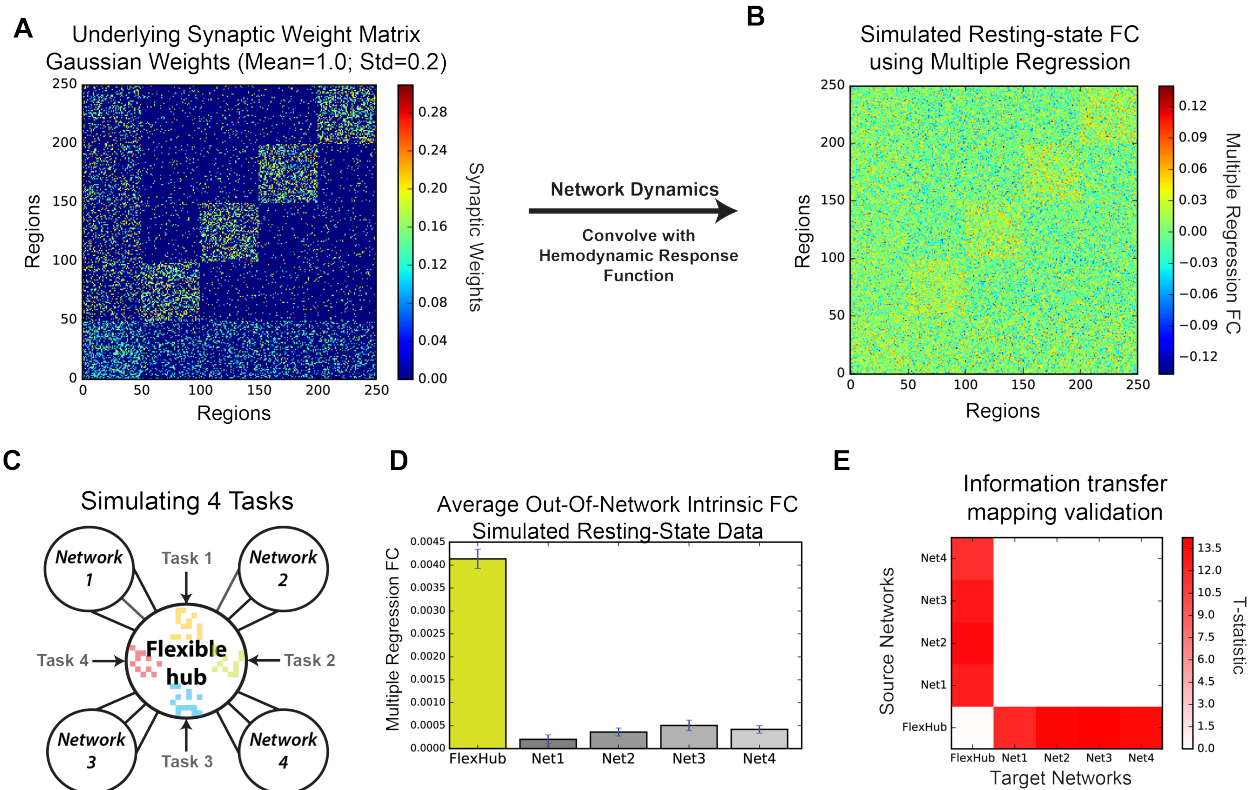 A
Underlying Synaptic Weight Matrix
Gaussian Weights (Mean=1.0; Std=0.2)
250
200
150
100
50
0
Regions
0 50 100 150 200 250
Regions
0.28
0.24
0.20
0.16
0.12
0.08
0.04
0.00
Synaptic Weights
Network Dynamics
Convolve with
Hemodynamic Response
Function
B
Simulated Resting-state FC
using Multiple Regression
250
200
150
100
50
0
Regions
0 50 100 150 200 250
Regions
0.12
0.09
0.06
0.03
0.00
−0.03
−0.06
−0.09
−0.12
Multiple Regression FC
C
Simulating 4 Tasks
Network
1
Task 1
Network
2
Task 4
Flexible
hub
Task 2
Network
3
Task 3
Network
4
D
Average Out-Of-Network Intrinsic FC
Simulated Resting-State Data
0.0045
0.0040
0.0035
0.0030
0.0025
0.0020
0.0015
0.0010
0.0005
0.0000
Multiple Regression FC
FlexHub Net1 Net2 Net3 Net4
E
Information transfer
mapping validation
Source Networks
Net4
Net3
Net2
Net1
FlexHub
FlexHub Net1 Net2 Net3 Net4
Target Networks
13.5
12.0
10.5
9.0
7.5
6.0
4.5
3.0
1.5
0.0
T-statistic